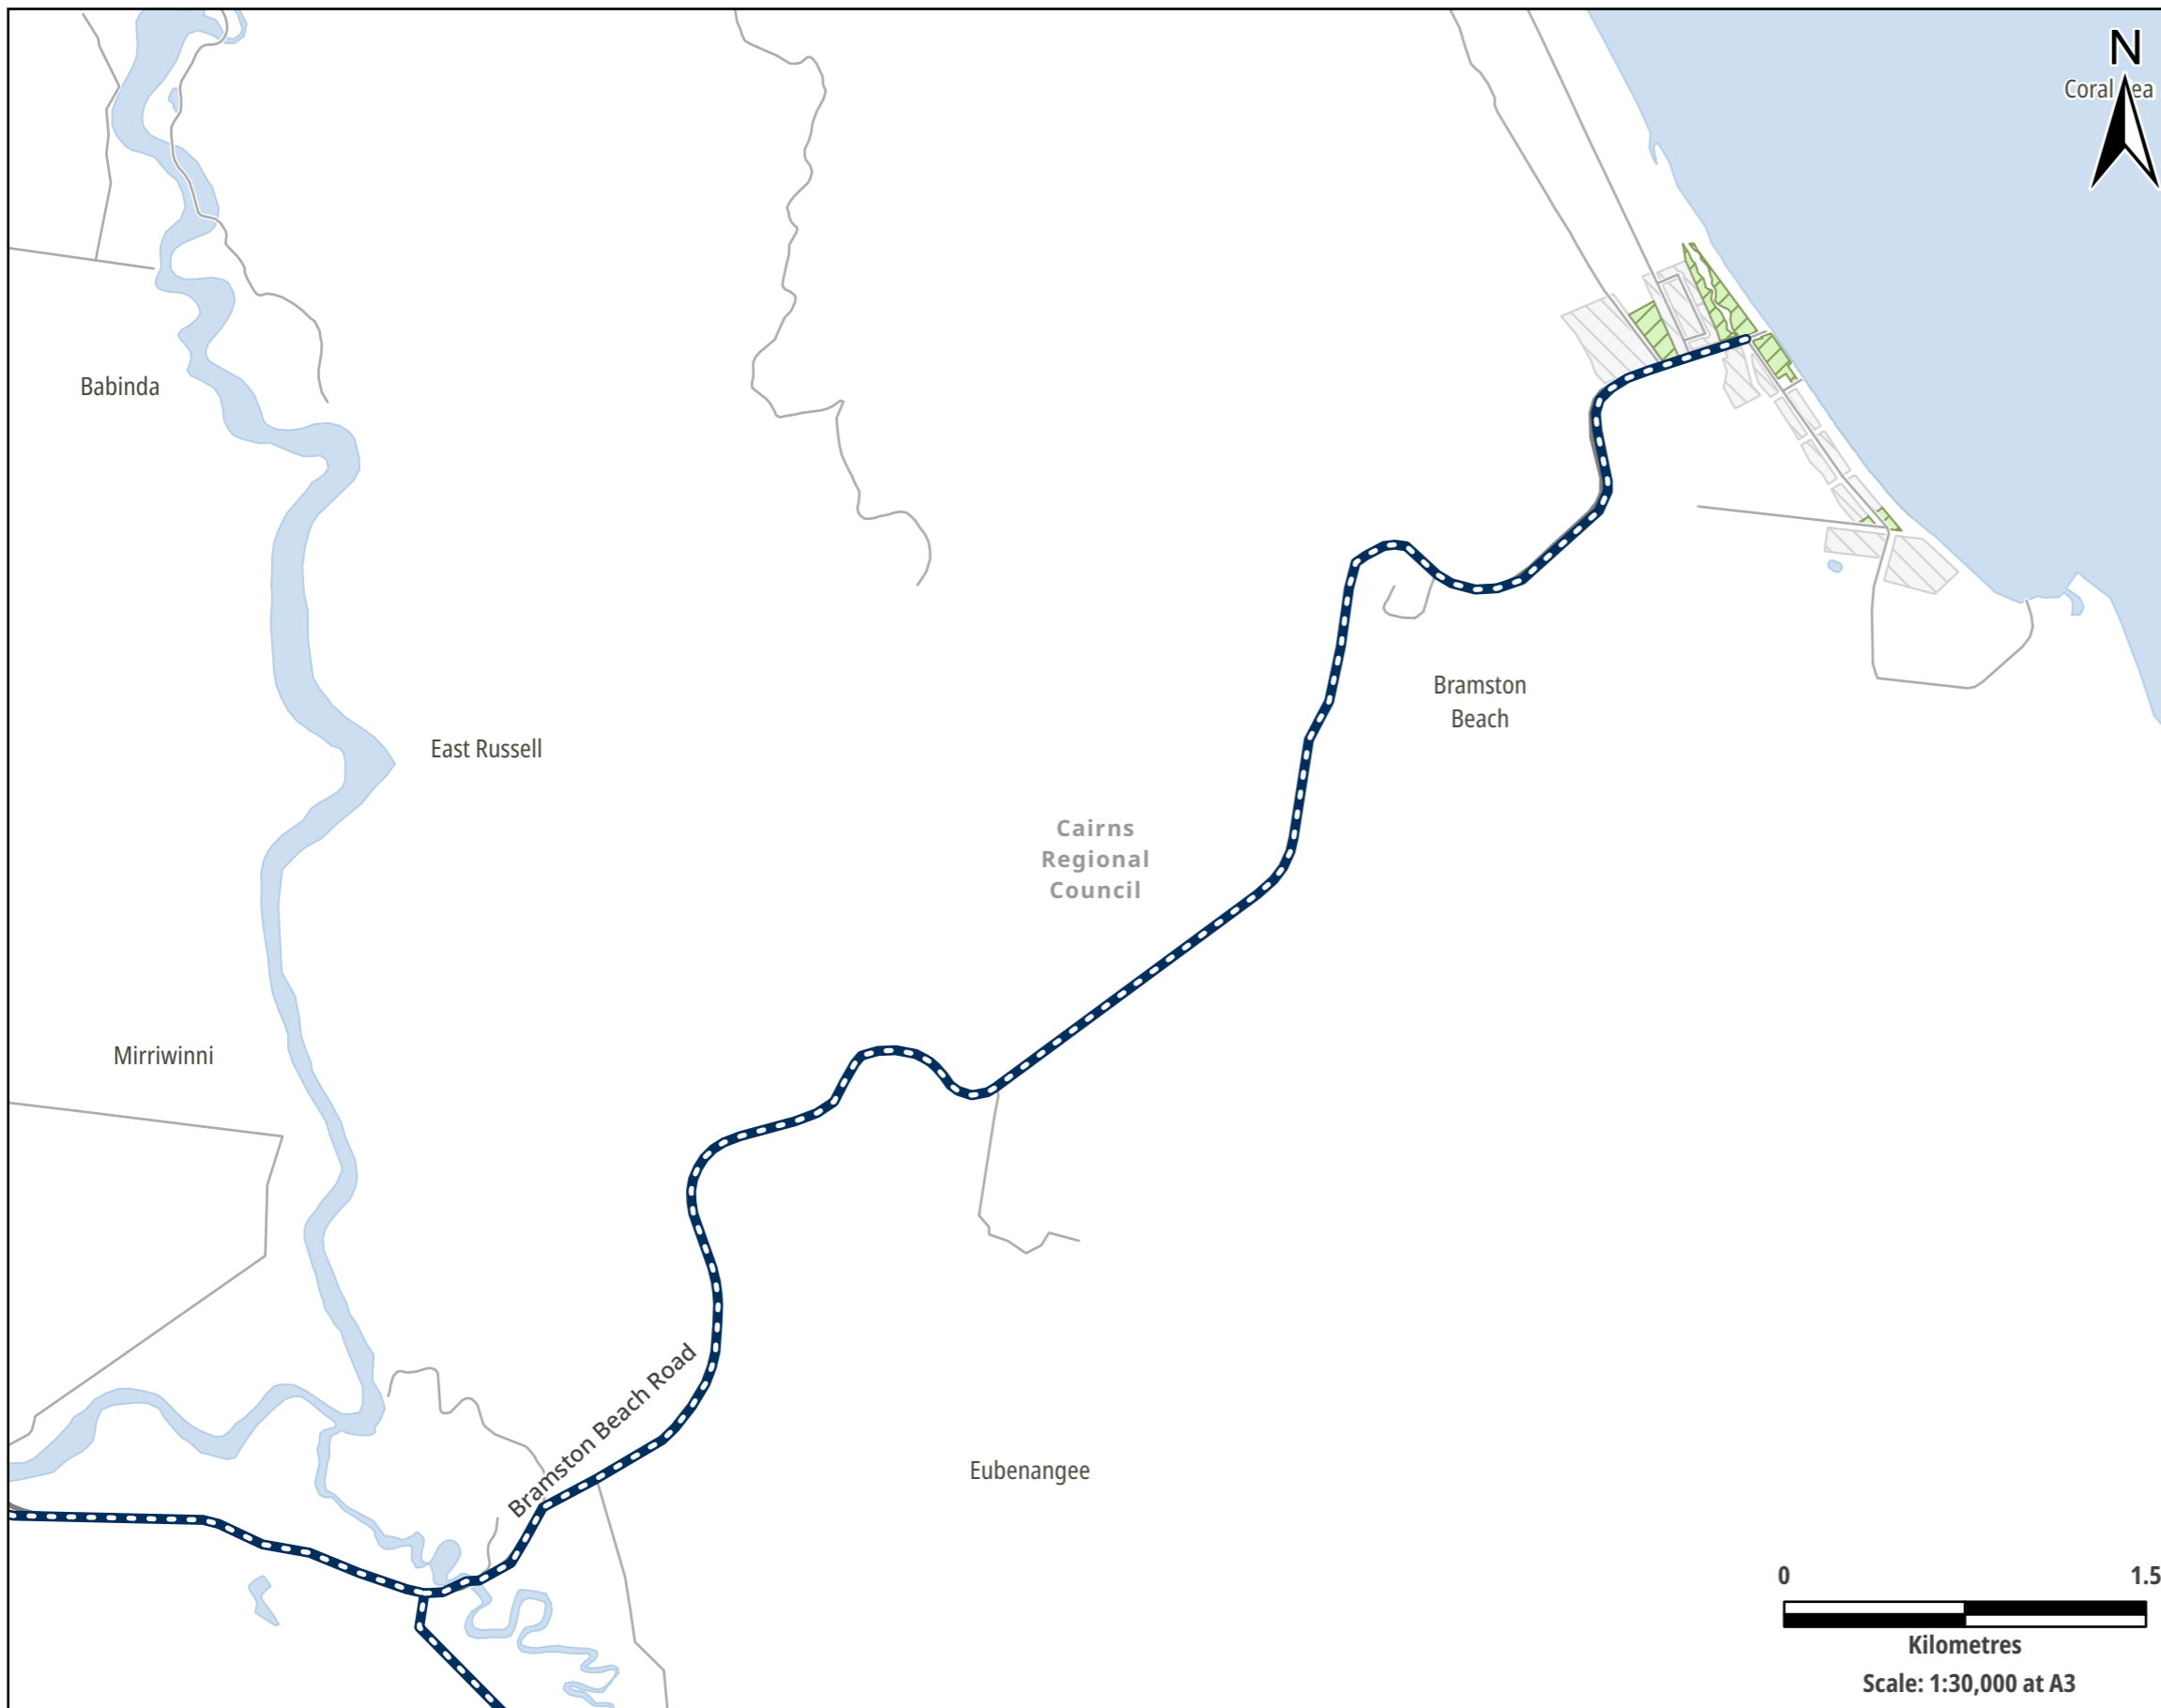 N
Coral ea
Babinda
Bramston
Beach
East Russell
Cairns
Regional
Council
Mirriwinni
Bramston Beach Road
Eubenangee
0 1.5
Kilometres
Scale: 1:30,000 at A3